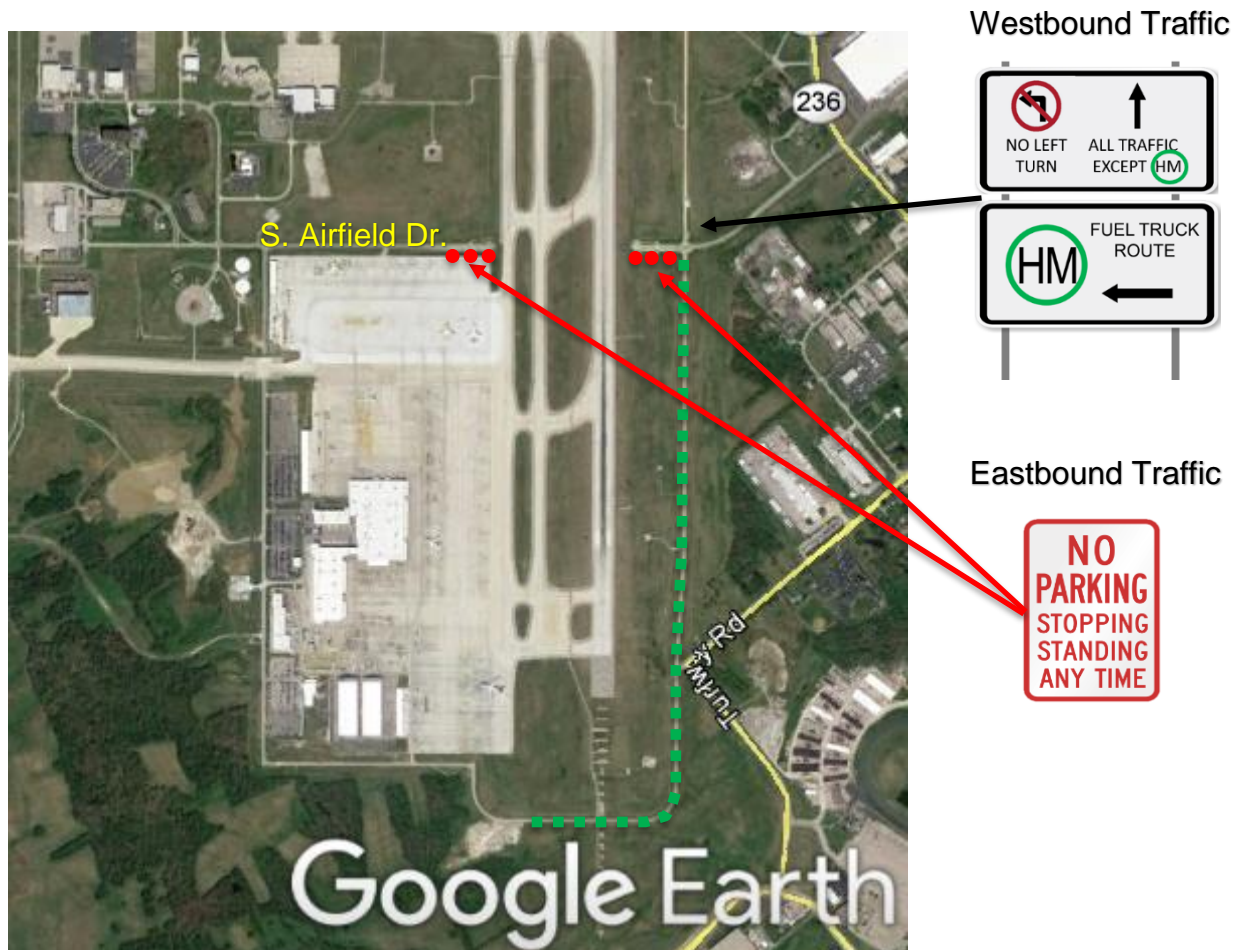 Westbound Traffic
NO LEFT
TURN
ALL TRAFFIC
EXCEPT HM
FUEL TRUCK
ROUTE
HM
236
S. Airfield Dr.
Eastbound Traffic
NO
PARKING
STOPPING
STANDING
ANY TIME
Rd
Google Earth